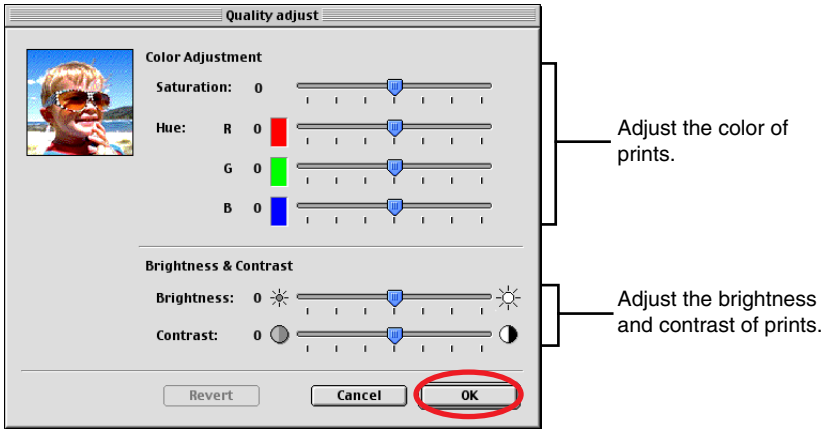 Quality adjust
Color Adjustment
Saturation: 0
Hue: R 0
G 0
B 0
Adjust the color of
prints.
Brightness & Contrast
Brightness: 0
Contrast: 0
Adjust the brightness
and contrast of prints.
Revert Cancel OK